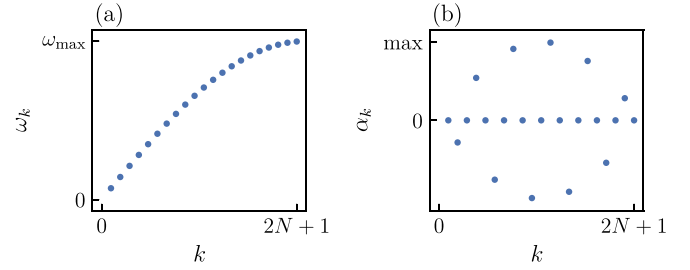 (a)
ω_max
ω_k
0
0
2N + 1
k
(b)
max
α_k
0
0
2N + 1
k